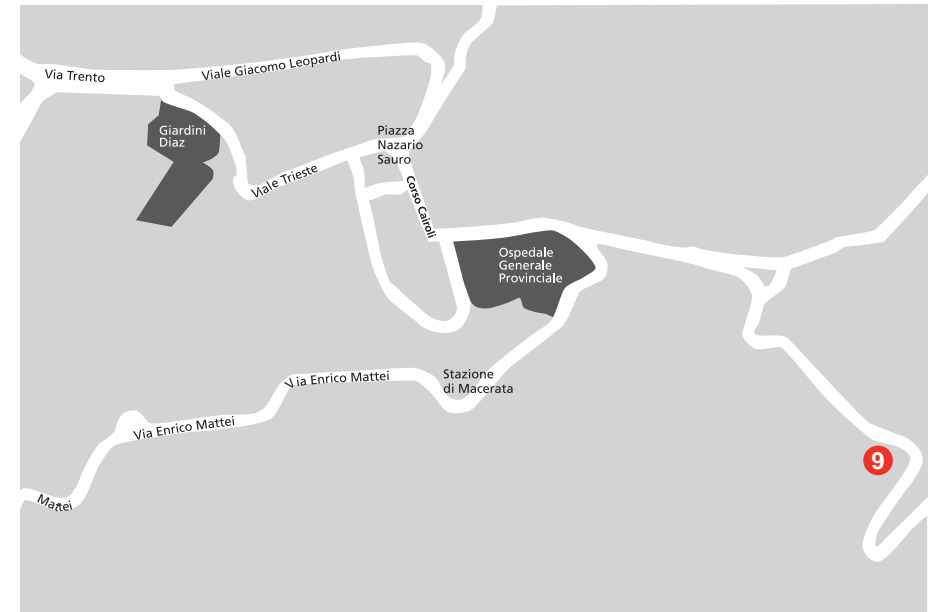 Via Trento
Viale Giacomo Leopardi
Giardini
Diaz
Piazza
Nazario
Sauro
Viale Trieste
Corso Cairoli
Ospedale
Generale
Provinciale
Stazione
di Macerata
Via Enrico Mattei
Via Enrico Mattei
Mattei
9